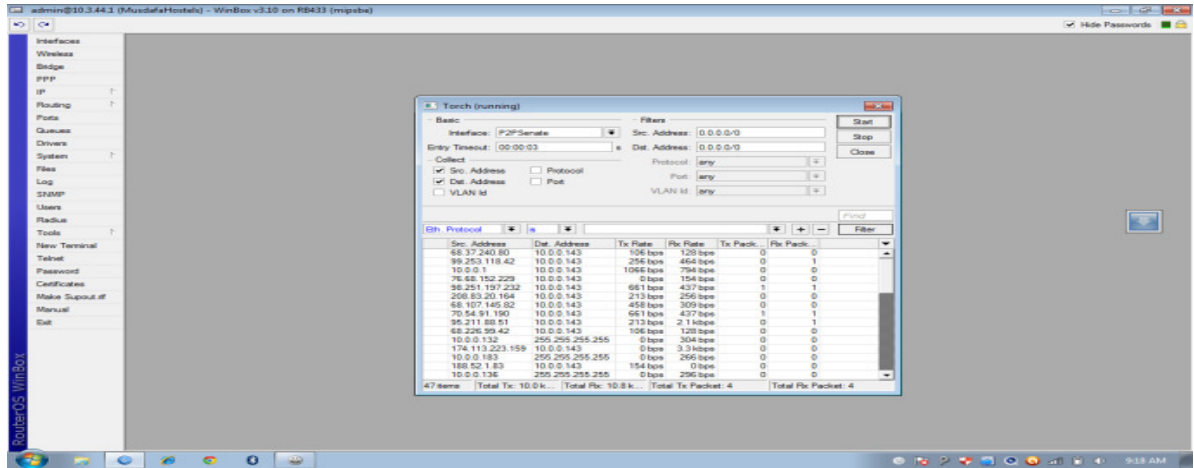 admin@10.3.44.1 (MusdafaHostels) - WinBox v3.10 on RB433 (mipsbe)
Hide Passwords
Interfaces
Wireless
Bridge
PPP
IP
Routing
Ports
Queues
Drivers
System
Files
Log
SNMP
Users
Radius
Tools
New Terminal
Telnet
Password
Certificates
Make Supout.rif
Manual
Exit
RouterOS WinBox
Torch (running)
Basic
Interface: P2PSenate
Entry Timeout: 00:00:03 s
Collect
Src. Address
Protocol
Dst. Address
Port
VLAN Id
Filters
Src. Address: 0.0.0.0/0
Dst. Address: 0.0.0.0/0
Protocol: any
Port: any
VLAN Id: any
Start
Stop
Close
Find
Eth. Protocol is + - Filter
Src. Address Dst. Address Tx Rate Rx Rate Tx Pack... Rx Pack...
68.37.240.80 10.0.0.143 106 bps 128 bps 0 0
99.253.118.42 10.0.0.143 256 bps 464 bps 0 1
10.0.0.1 10.0.0.143 1066 bps 794 bps 0 0
76.68.152.229 10.0.0.143 0 bps 154 bps 0 0
98.251.197.232 10.0.0.143 661 bps 437 bps 1 1
208.83.20.164 10.0.0.143 213 bps 256 bps 0 0
68.107.145.82 10.0.0.143 458 bps 309 bps 0 0
70.54.91.190 10.0.0.143 661 bps 437 bps 1 1
95.211.88.51 10.0.0.143 213 bps 2.1 kbps 0 1
68.226.99.42 10.0.0.143 106 bps 128 bps 0 0
10.0.0.132 255.255.255.255 0 bps 304 bps 0 0
174.113.223.159 10.0.0.143 0 bps 3.3 kbps 0 0
10.0.0.183 255.255.255.255 0 bps 266 bps 0 0
188.52.1.83 10.0.0.143 154 bps 0 bps 0 0
10.0.0.136 255.255.255.255 0 bps 296 bps 0 0
47 items Total Tx: 10.0 k... Total Rx: 10.8 k... Total Tx Packet: 4 Total Rx Packet: 4
9:18 AM